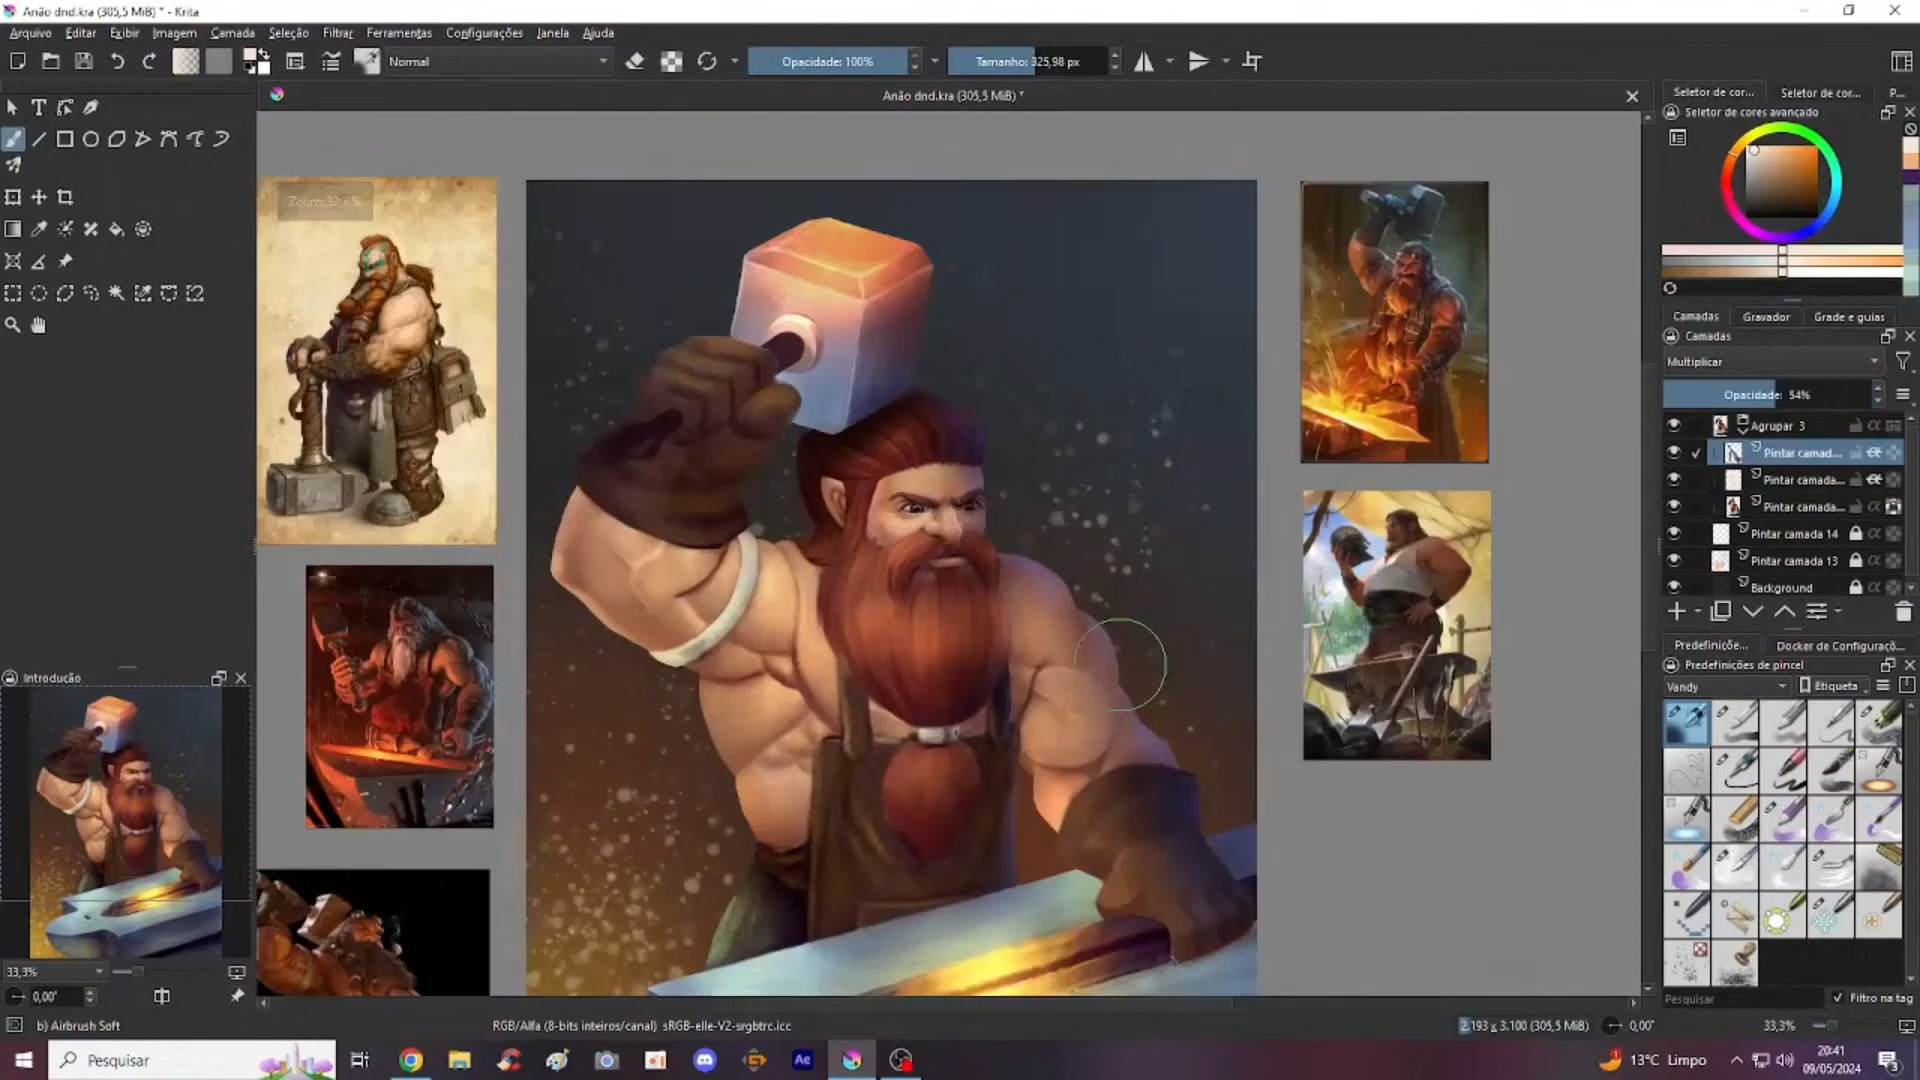 Anão dnd.kra (305,5 MiB) * - Krita
Arquivo Editar Exibir Imagem Camada Seleção Filtrar Ferramentas Configurações Janela Ajuda
Normal Opacidade: 100% Tamanho: 325,98 px
Anão dnd.kra (305,5 MiB) *
Seletor de cor... Seletor de cor... P...
Seletor de cores avançado
Zoom: 33,3 %
Camadas Gravador Grade e guias
Camadas
Multiplicar
Opacidade: 54%
Agrupar 3
Pintar camad...
Pintar camada...
Pintar camada...
Pintar camada 14
Pintar camada 13
Background
Predefiniçõe... Docker de Configuraçõ...
Predefinições de pincel
Vandy Etiqueta
Introdução
33,3%
0,00°
Pesquisar Filtro na tag
b) Airbrush Soft RGB/Alfa (8-bits inteiros/canal) sRGB-elle-V2-srgbtrc.icc 2.193 x 3.100 (305,5 MiB) 0,00° 33,3%
Pesquisar Ae 1 13°C Limpo 20:41
09/05/2024 3